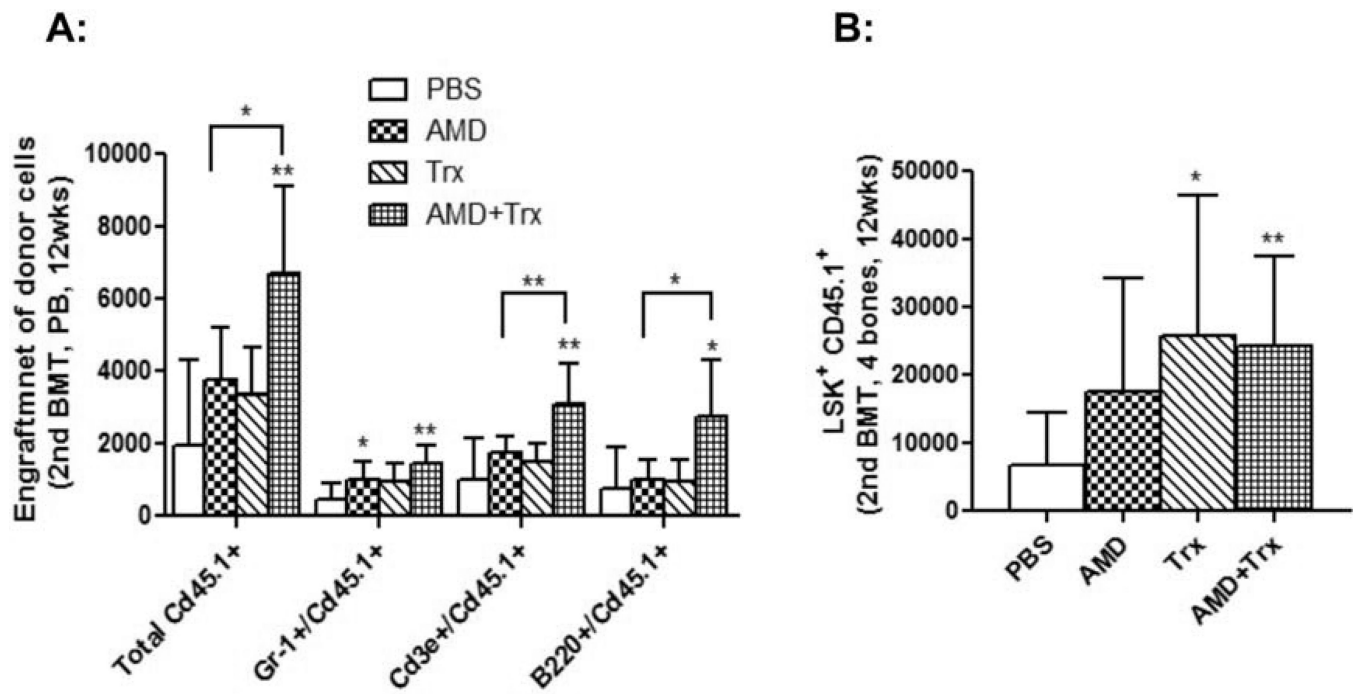 A:
Engraftmnet of donor cells
(2nd BMT, PB, 12wks)
10000
8000
6000
4000
2000
0
PBS
AMD
Trx
AMD+Trx
*
**
*
**
**
**
*
*
Total Cd45.1+
Gr-1+/Cd45.1+
Cd3e+/Cd45.1+
B220+/Cd45.1+
B:
LSK+ CD45.1+
(2nd BMT, 4 bones, 12wks)
50000
40000
30000
20000
10000
0
*
**
PBS
AMD
Trx
AMD+Trx